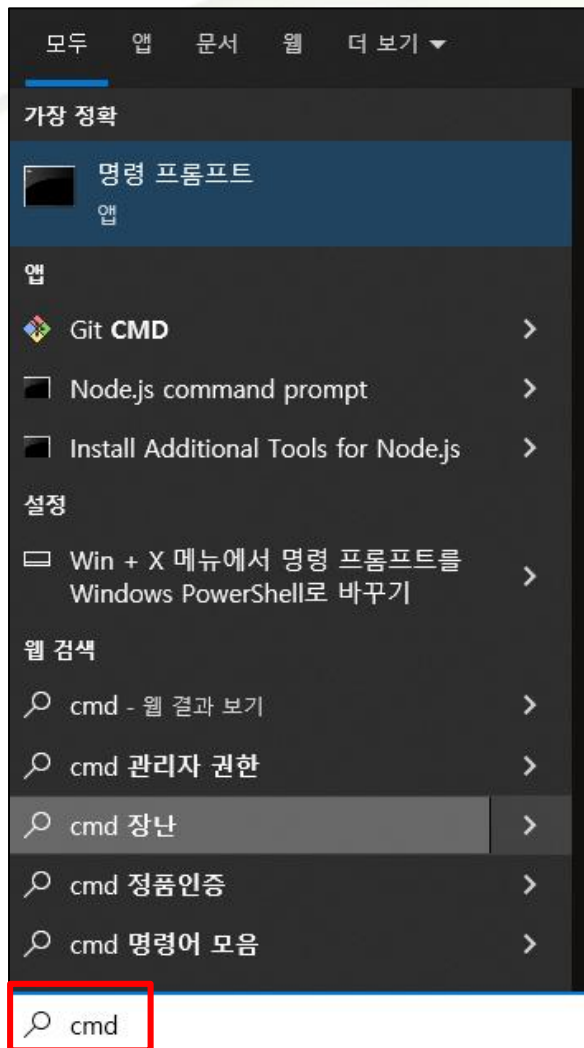 모두 앱 문서 웹 더 보기
가장 정확
명령 프롬프트
앱
앱
Git CMD
Node.js command prompt
Install Additional Tools for Node.js
설정
Win + X 메뉴에서 명령 프롬프트를
Windows PowerShell로 바꾸기
웹 검색
cmd - 웹 결과 보기
cmd 관리자 권한
cmd 장난
cmd 정품인증
cmd 명령어 모음
cmd